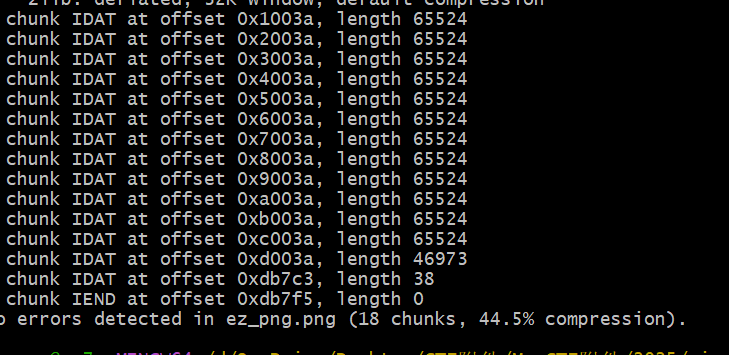 zlib: deflated, 32K window, default compression
chunk IDAT at offset 0x1003a, length 65524
chunk IDAT at offset 0x2003a, length 65524
chunk IDAT at offset 0x3003a, length 65524
chunk IDAT at offset 0x4003a, length 65524
chunk IDAT at offset 0x5003a, length 65524
chunk IDAT at offset 0x6003a, length 65524
chunk IDAT at offset 0x7003a, length 65524
chunk IDAT at offset 0x8003a, length 65524
chunk IDAT at offset 0x9003a, length 65524
chunk IDAT at offset 0xa003a, length 65524
chunk IDAT at offset 0xb003a, length 65524
chunk IDAT at offset 0xc003a, length 65524
chunk IDAT at offset 0xd003a, length 46973
chunk IDAT at offset 0xdb7c3, length 38
chunk IEND at offset 0xdb7f5, length 0
o errors detected in ez_png.png (18 chunks, 44.5% compression).